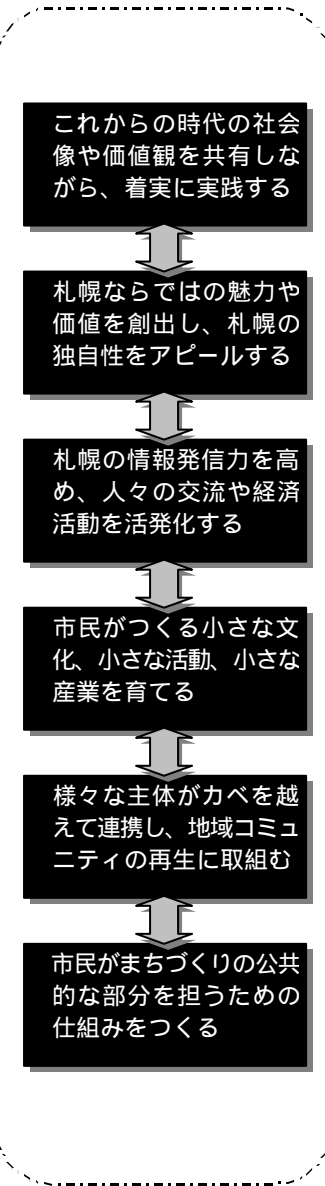 これからの時代の社会
像や価値観を共有しな
がら、着実に実践する
札幌ならではの魅力や
価値を創出し、札幌の
独自性をアピールする
札幌の情報発信力を高
め、人々の交流や経済
活動を活発化する
市民がつくる小さな文
化、小さな活動、小さな
産業を育てる
様々な主体がカベを越
えて連携し、地域コミュ
ニティの再生に取組む
市民がまちづくりの公共
的な部分を担うための
仕組みをつくる